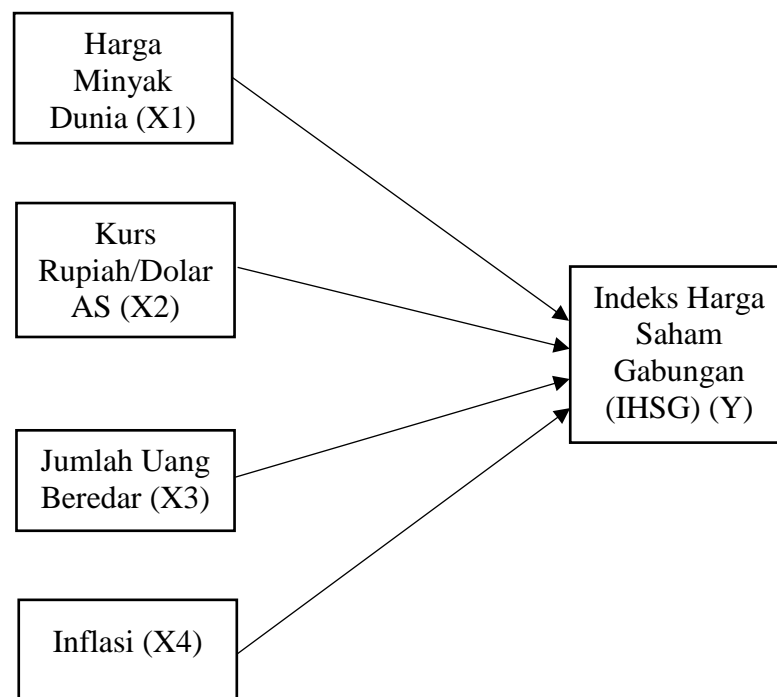 Harga
Minyak
Dunia (X1)
Kurs
Rupiah/Dolar
AS (X2)
Indeks Harga
Saham
Gabungan
(IHSG) (Y)
Jumlah Uang
Beredar (X3)
Inflasi (X4)